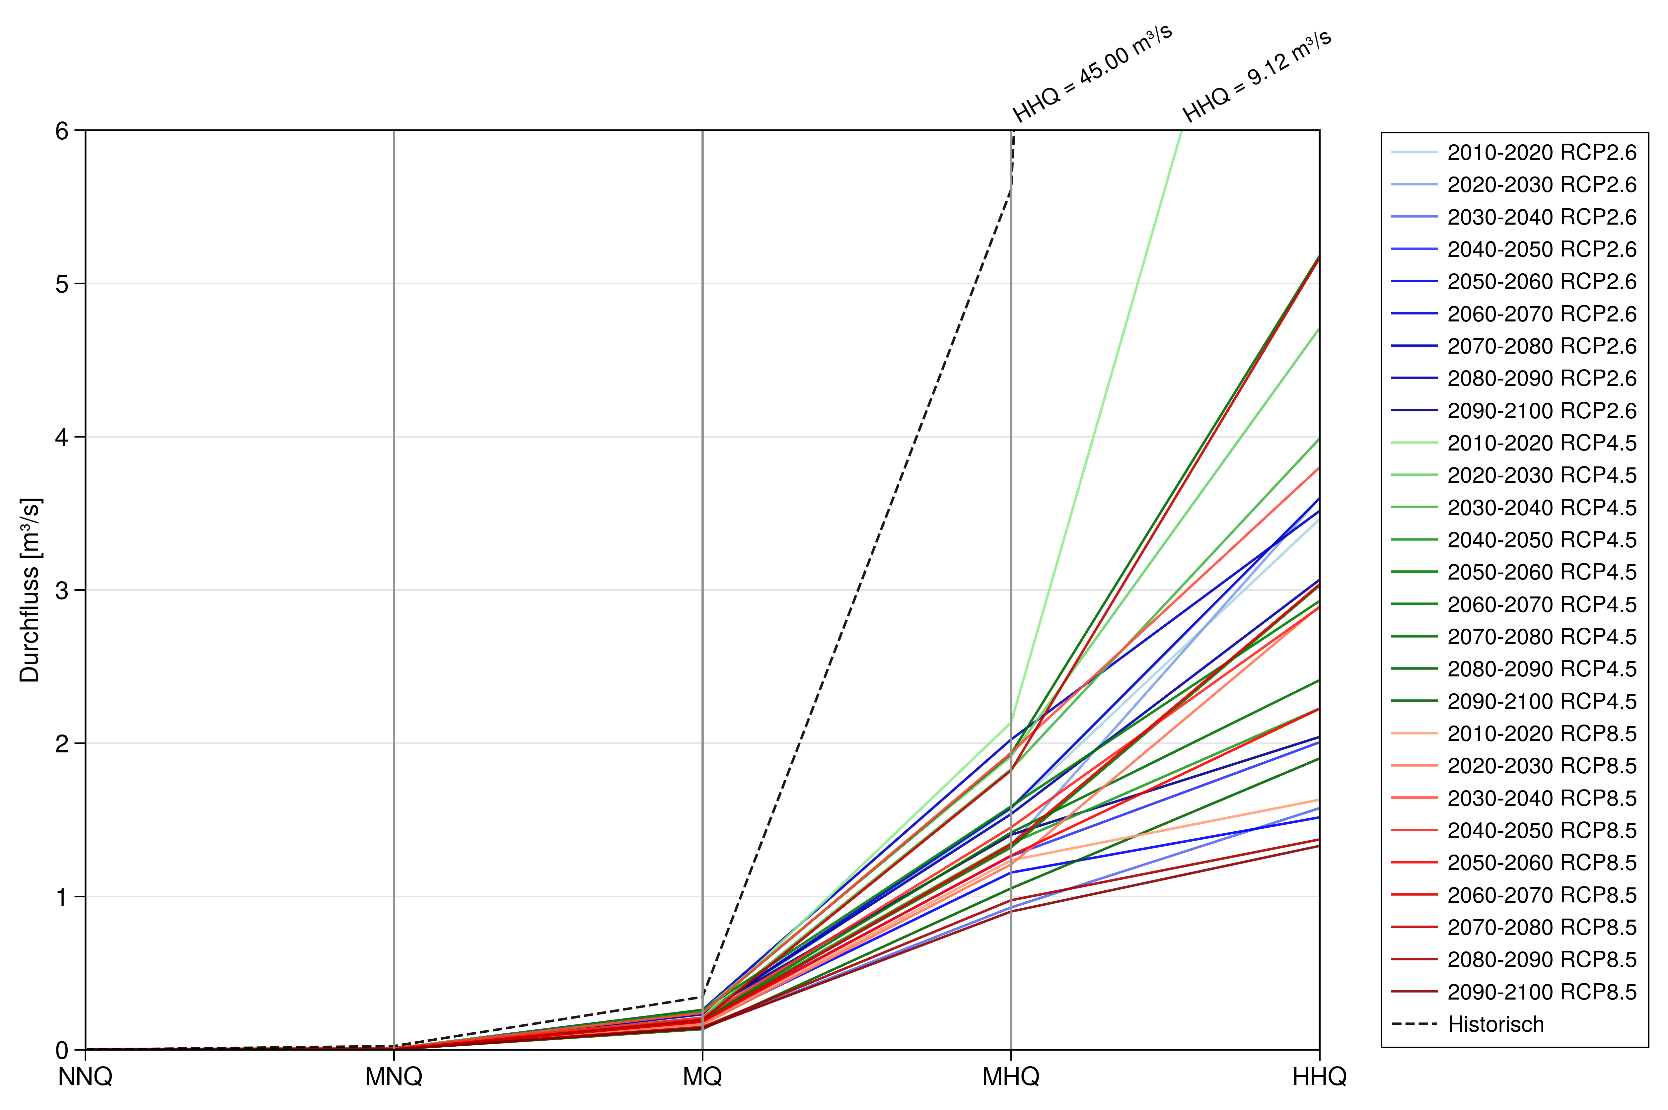 HHQ = 45.00 m³/s
HHQ = 9.12 m³/s
6
5
4
3
2
1
0
Durchfluss [m³/s]
NNQ
MNQ
MQ
MHQ
HHQ
2010-2020 RCP2.6
2020-2030 RCP2.6
2030-2040 RCP2.6
2040-2050 RCP2.6
2050-2060 RCP2.6
2060-2070 RCP2.6
2070-2080 RCP2.6
2080-2090 RCP2.6
2090-2100 RCP2.6
2010-2020 RCP4.5
2020-2030 RCP4.5
2030-2040 RCP4.5
2040-2050 RCP4.5
2050-2060 RCP4.5
2060-2070 RCP4.5
2070-2080 RCP4.5
2080-2090 RCP4.5
2090-2100 RCP4.5
2010-2020 RCP8.5
2020-2030 RCP8.5
2030-2040 RCP8.5
2040-2050 RCP8.5
2050-2060 RCP8.5
2060-2070 RCP8.5
2070-2080 RCP8.5
2080-2090 RCP8.5
2090-2100 RCP8.5
Historisch